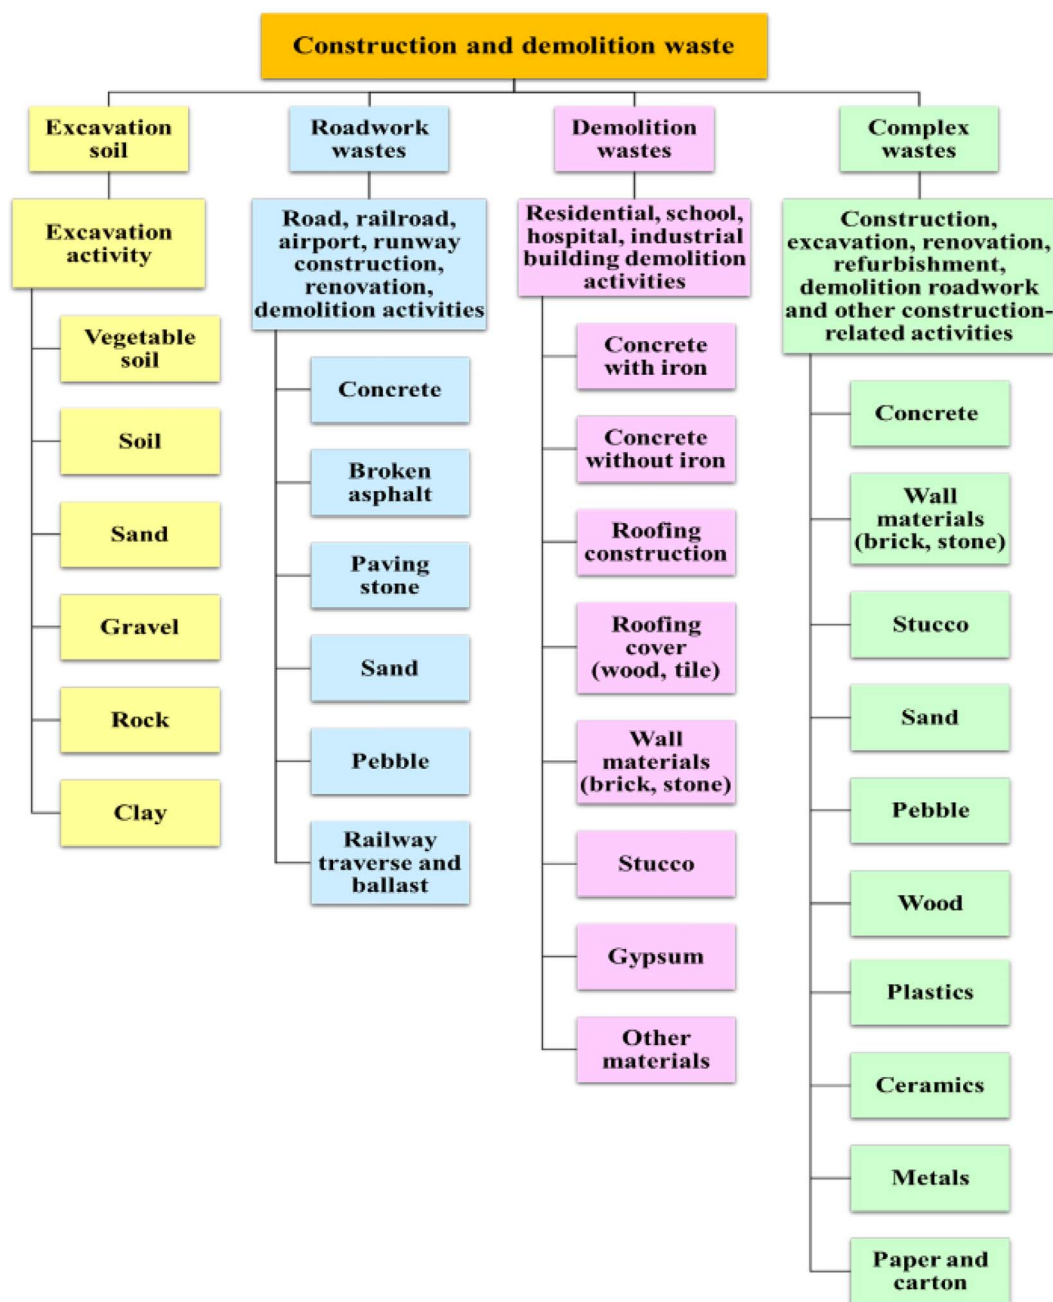 Construction and demolition waste
Excavation
soil
Excavation
activity
Vegetable
soil
Soil
Sand
Gravel
Rock
Clay
Roadwork
wastes
Road, railroad,
airport, runway
construction,
renovation,
demolition activities
Concrete
Broken
asphalt
Paving
stone
Sand
Pebble
Railway
traverse and
ballast
Demolition
wastes
Residential, school,
hospital, industrial
building demolition
activities
Concrete
with iron
Concrete
without iron
Roofing
construction
Roofing
cover
(wood, tile)
Wall
materials
(brick, stone)
Stucco
Gypsum
Other
materials
Complex
wastes
Construction,
excavation, renovation,
refurbishment,
demolition roadwork
and other construction-
related activities
Concrete
Wall
materials
(brick, stone)
Stucco
Sand
Pebble
Wood
Plastics
Ceramics
Metals
Paper and
carton